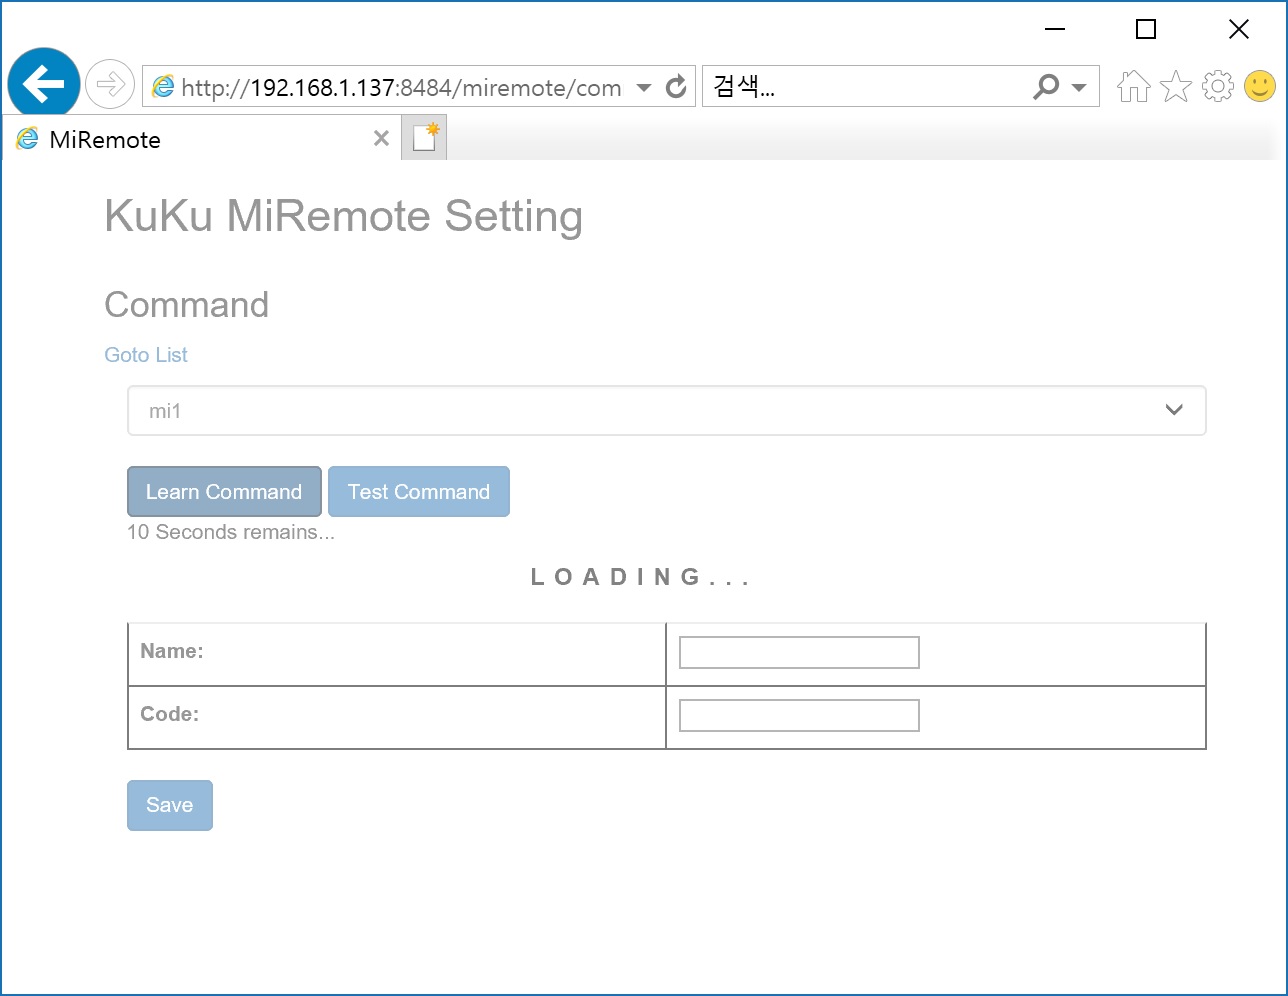 http://192.168.1.137:8484/miremote/com
검색...
MiRemote
KuKu MiRemote Setting
Command
Goto List
mi1
Learn Command Test Command
10 Seconds remains...
LOADING...
Name:
Code:
Save